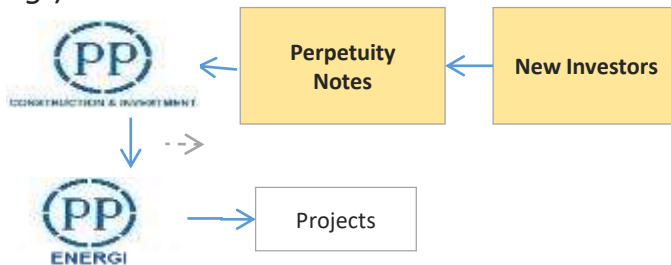 PP
CONSTRUCTION & INVESTMENT
Perpetuity
Notes
New Investors
PP
ENERGI
Projects